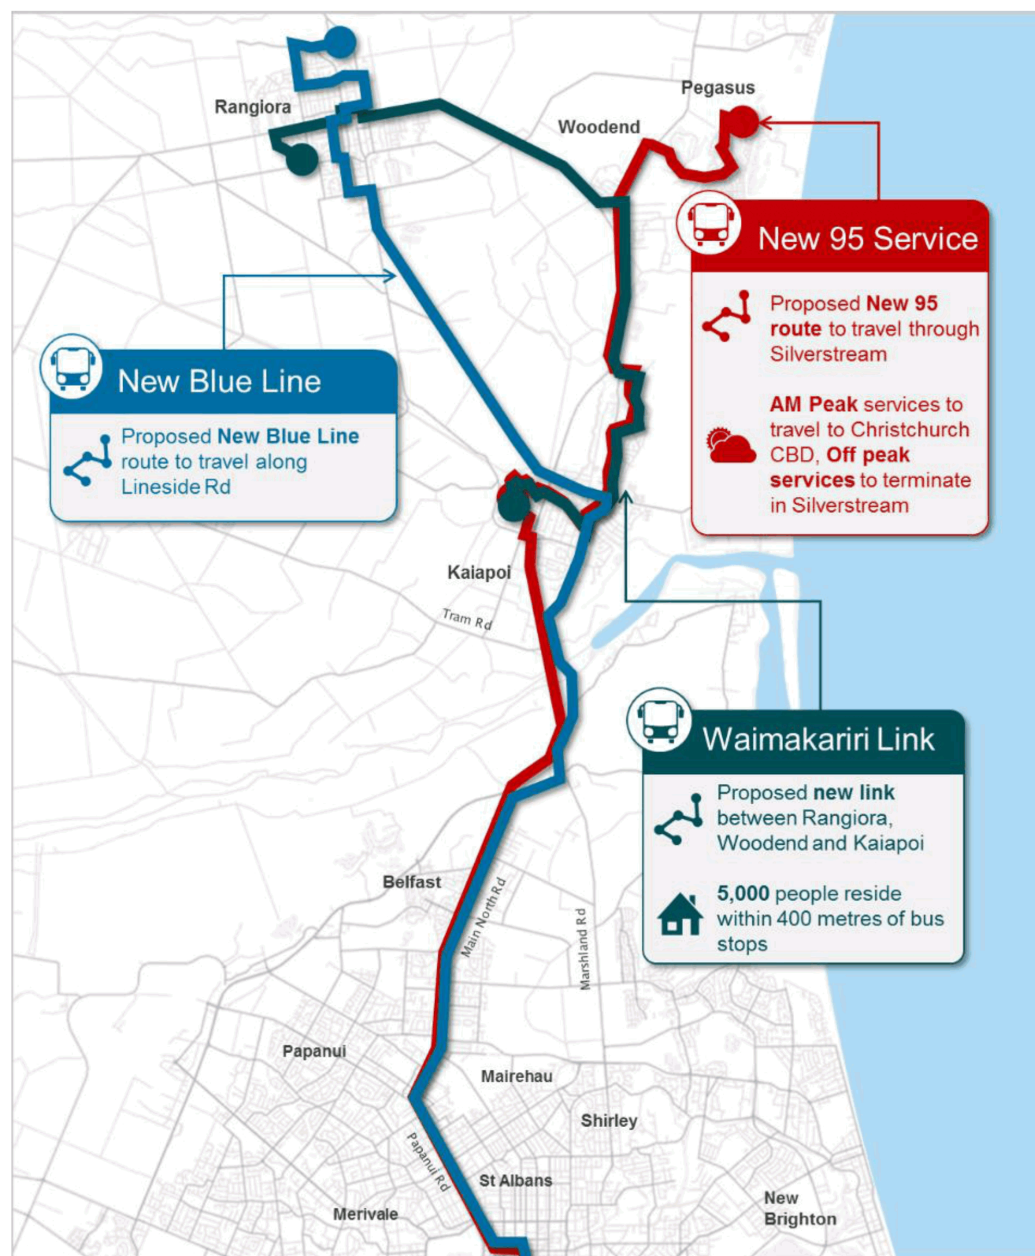 Pegasus
Rangiora
Woodend
New 95 Service
Proposed New 95
route to travel through
Silverstream
AM Peak services to
travel to Christchurch
CBD, Off peak
services to terminate
in Silverstream
New Blue Line
Proposed New Blue Line
route to travel along
Lineside Rd
Kaiapoi
Tram Rd
Waimakariri Link
Proposed new link
between Rangiora,
Woodend and Kaiapoi
5,000 people reside
within 400 metres of bus
stops
Belfast
Main North Rd
Marshland Rd
Papanui
Mairehau
Shirley
Papanui Rd
St Albans
Merivale
New
Brighton